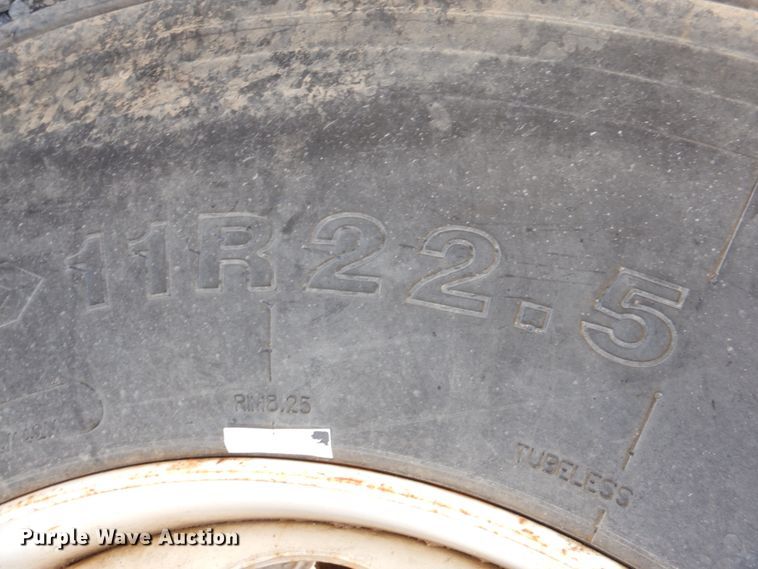 11R22.5
RIM8.25
TUBELESS
Purple Wave Auction